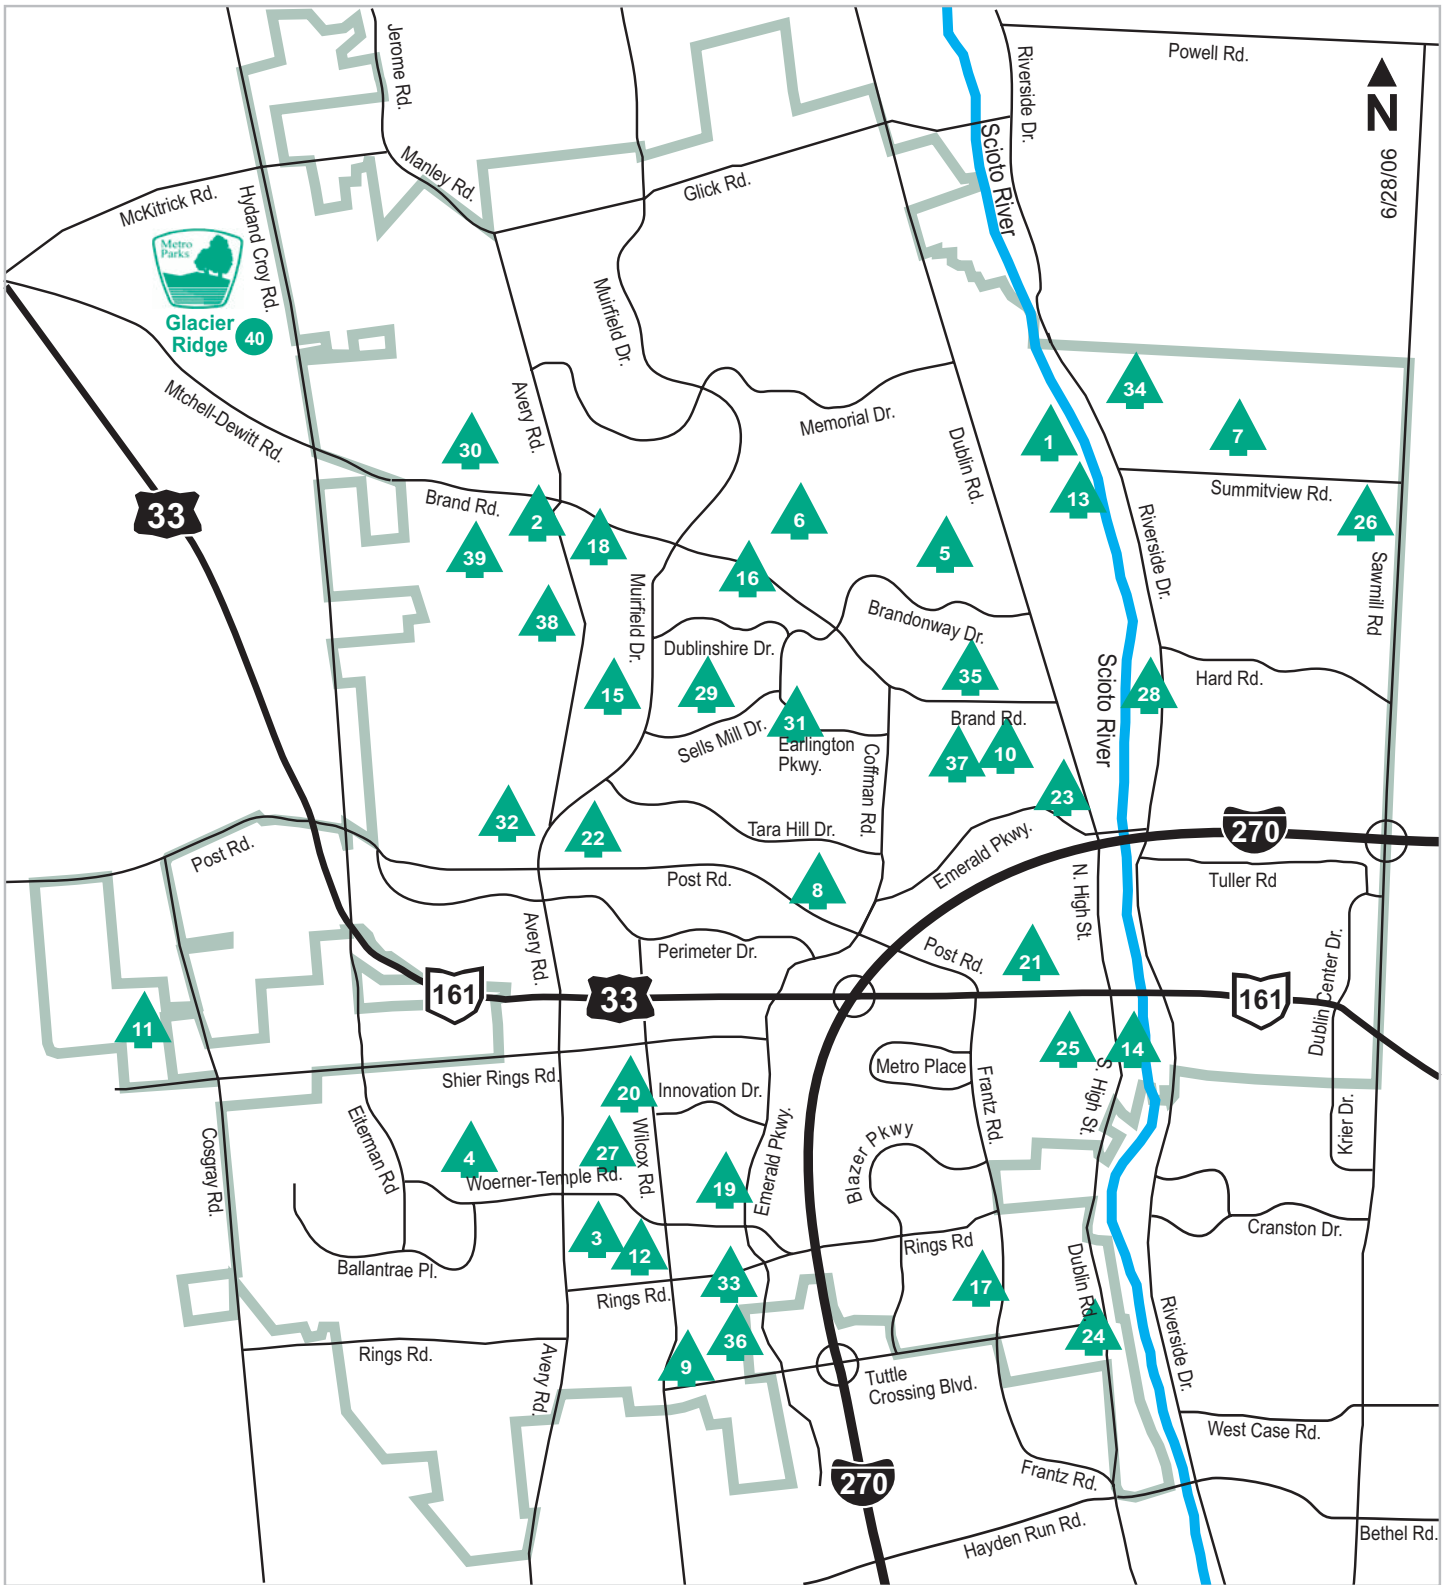 Powell Rd.
Jerome Rd.
Riverside Dr.
N
6/28/06
Scioto River
Manley Rd.
Glick Rd.
McKitrick Rd.
Hydand Croy Rd.
Metro
Parks
Glacier
Ridge
40
Muirfield Dr.
Mtchell-Dewitt Rd.
Avery Rd.
Memorial Dr.
Dublin Rd.
34
7
1
30
13
Summitview Rd.
26
33
Brand Rd.
2
18
6
5
39
16
Riverside Dr.
Sawmill Rd
38
Muirfield Dr.
Brandonway Dr.
Dublinshire Dr.
15
29
35
Scioto River
28
Hard Rd.
31
Sells Mill Dr.
Earlington
Pkwy.
Coffman Rd.
Brand Rd.
37
10
23
32
22
Tara Hill Dr.
Emerald Pkwy.
270
Post Rd.
Post Rd.
8
N. High St.
Tuller Rd
Avery Rd.
Perimeter Dr.
Post Rd.
21
Dublin Center Dr.
161
33
161
11
25
14
Metro Place
Shier Rings Rd.
20
Innovation Dr.
Frantz Rd.
S. High St.
Krier Dr.
Eiterman Rd
Cosgray Rd.
4
27
Wilcox Rd.
Woerner-Temple Rd.
19
Emerald Pkwy.
Blazer Pkwy
3
12
Rings Rd
Cranston Dr.
Ballantrae Pl.
33
17
Dublin Rd.
Rings Rd.
36
24
Riverside Dr.
Rings Rd.
Avery Rd.
9
Tuttle
Crossing Blvd.
West Case Rd.
270
Frantz Rd.
Hayden Run Rd.
Bethel Rd.